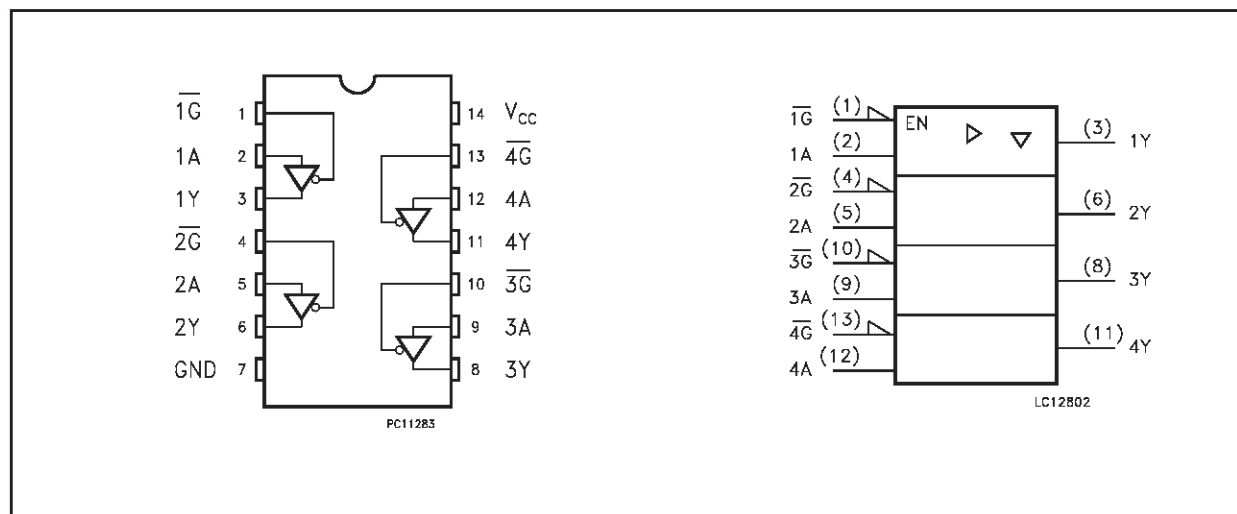 1G̅ 1
1A 2
1Y 3
2G̅ 4
2A 5
2Y 6
GND 7
14 VCC
13 4G̅
12 4A
11 4Y
10 3G̅
9 3A
8 3Y
PC11283
1G̅ (1)
1A (2)
2G̅ (4)
2A (5)
3G̅ (10)
3A (9)
4G̅ (13)
4A (12)
EN
(3) 1Y
(6) 2Y
(8) 3Y
(11) 4Y
LC12802